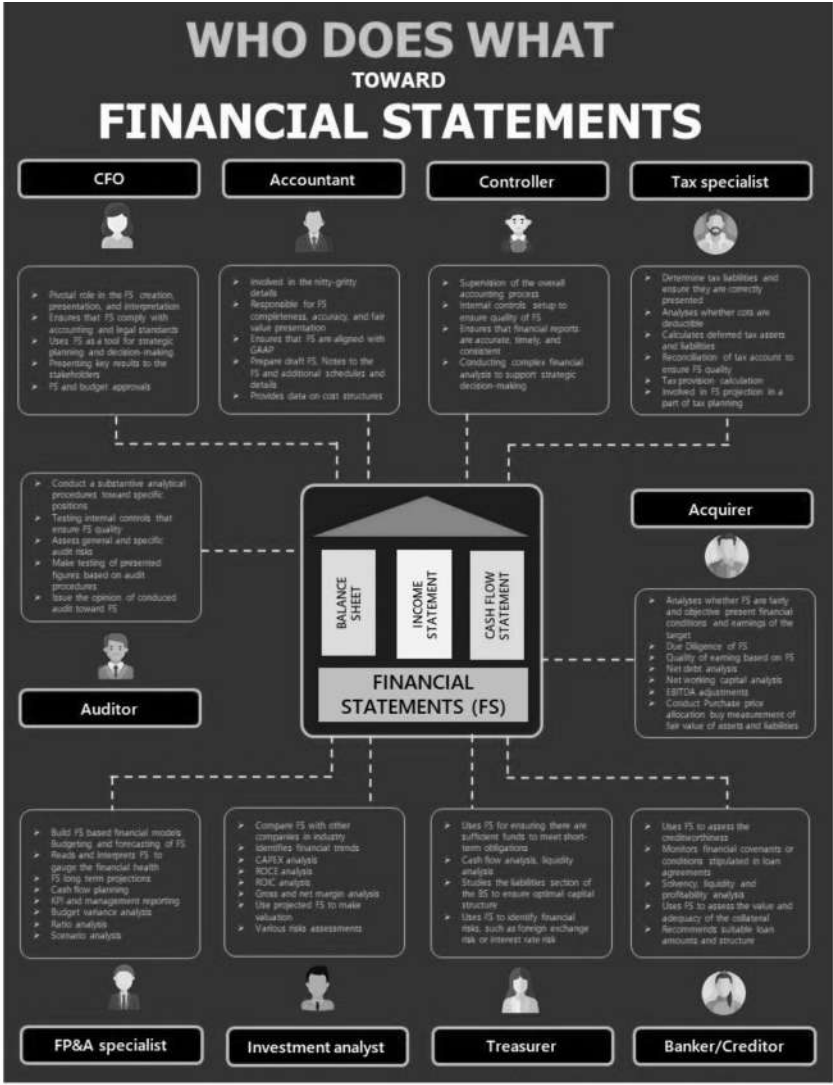 WHO DOES WHAT
TOWARD
FINANCIAL STATEMENTS
CFO
➤ Pivotal role in the FS creation,
presentation, and interpretation
➤ Ensures that FS comply with
accounting and legal standards
➤ Uses FS as a tool for strategic
planning and decision-making
➤ Presenting key results to the
stakeholders
➤ FS and budget approvals
Accountant
➤ Involved in the nitty-gritty
details
➤ Responsible for FS
completeness, accuracy, and fair
value presentation
➤ Ensures that FS are aligned with
GAAP
➤ Prepare draft FS, Notes to the
FS and additional schedules and
details
➤ Provides data on cost structures
Controller
➤ Supervision of the overall
accounting process
➤ Internal controls setup to
ensure quality of FS
➤ Ensures that financial reports
are accurate, timely, and
consistent
➤ Conducting complex financial
analysis to support strategic
decision-making
Tax specialist
➤ Determine tax liabilities and
ensure they are correctly
presented
➤ Analyses whether cots are
deductible
➤ Calculates deferred tax assets
and liabilities
➤ Reconciliation of tax account to
ensure FS quality
➤ Tax provision calculation
➤ Involved in FS projection in a
part of tax planning
➤ Conduct a substantive analytical
procedures toward specific
positions
➤ Testing internal controls that
ensure FS quality
➤ Assess general and specific
audit risks
➤ Make testing of presented
figures based on audit
procedures
➤ Issue the opinion of conducted
audit toward FS
Auditor
BALANCE
SHEET
INCOME
STATEMENT
CASH FLOW
STATEMENT
FINANCIAL
STATEMENTS (FS)
Acquirer
➤ Analyses whether FS are fairly
and objective present financial
conditions and earnings of the
target
➤ Due Diligence of FS
➤ Quality of earning based on FS
➤ Net debt analysis
➤ Net working capital analysis
➤ EBITDA adjustments
➤ Conduct Purchase price
allocation buy measurement of
fair value of assets and liabilities
➤ Build FS based financial models
Budgeting and forecasting of FS
➤ Reads and Interprets FS to
gauge the financial health
➤ FS long term projections
➤ Cash flow planning
➤ KPI and management reporting
➤ Budget variance analysis
➤ Ratio analysis
➤ Scenario analysis
FP&A specialist
➤ Compare FS with other
companies in industry
➤ Identifies financial trends
➤ CAPEX analysis
➤ ROCE analysis
➤ ROIC analysis
➤ Gross and net margin analysis
➤ Use projected FS to make
valuation
➤ Various risks assessments
Investment analyst
➤ Uses FS for ensuring there are
sufficient funds to meet short-
term obligations
➤ Cash flow analysis, liquidity
analysis
➤ Studies the liabilities section of
the BS to ensure optimal capital
structure
➤ Uses FS to identify financial
risks, such as foreign exchange
risk or interest rate risk
Treasurer
➤ Uses FS to assess the
creditworthiness
➤ Monitors financial covenants or
conditions stipulated in loan
agreements
➤ Solvency, liquidity and
profitability analysis
➤ Uses FS to assess the value and
adequacy of the collateral
➤ Recommends suitable loan
amounts and structure
Banker/Creditor